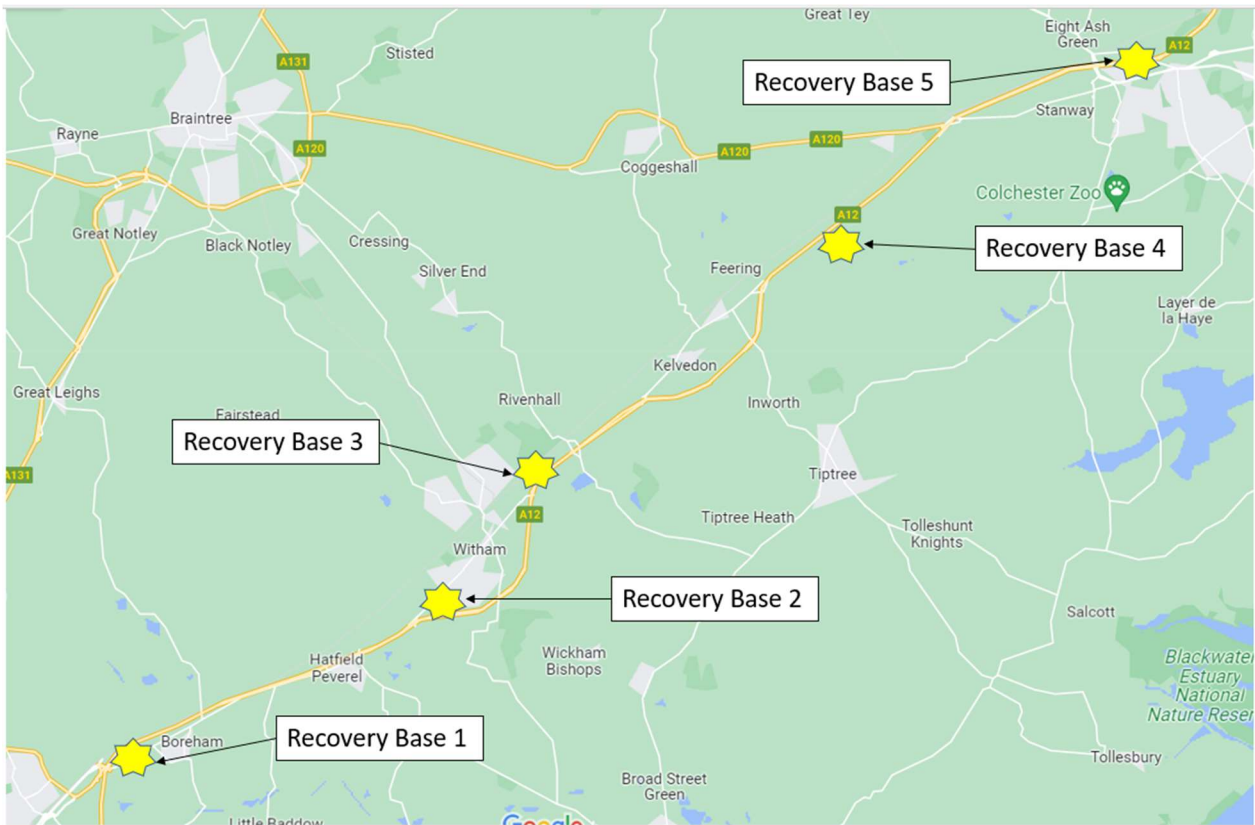 Great Tey
Eight Ash
Green
A12
Stisted
A131
Recovery Base 5
Stanway
Braintree
Rayne
A120
A120
A120
Coggeshall
Colchester Zoo
A12
Great Notley
Black Notley
Cressing
Recovery Base 4
Silver End
Feering
Layer de
la Haye
Kelvedon
Great Leighs
Rivenhall
Inworth
Fairstead
Recovery Base 3
A131
Tiptree
A12
Tiptree Heath
Tolleshunt
Knights
Witham
Recovery Base 2
Salcott
Hatfield
Peverel
Wickham
Bishops
Blackwater
Estuary
National
Nature Reser
Boreham
Recovery Base 1
Tollesbury
Broad Street
Green
Little Baddow
Google